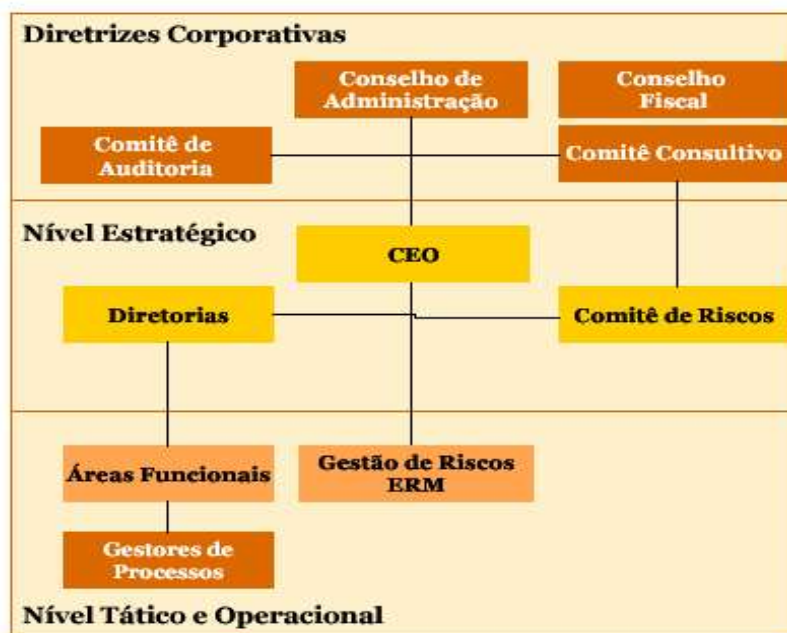 Diretrizes Corporativas
Conselho de
Administração
Conselho
Fiscal
Comitê de
Auditoria
Comitê Consultivo
Nível Estratégico
CEO
Diretorias
Comitê de Riscos
Áreas Funcionais
Gestão de Riscos
ERM
Gestores de
Processos
Nível Tático e Operacional